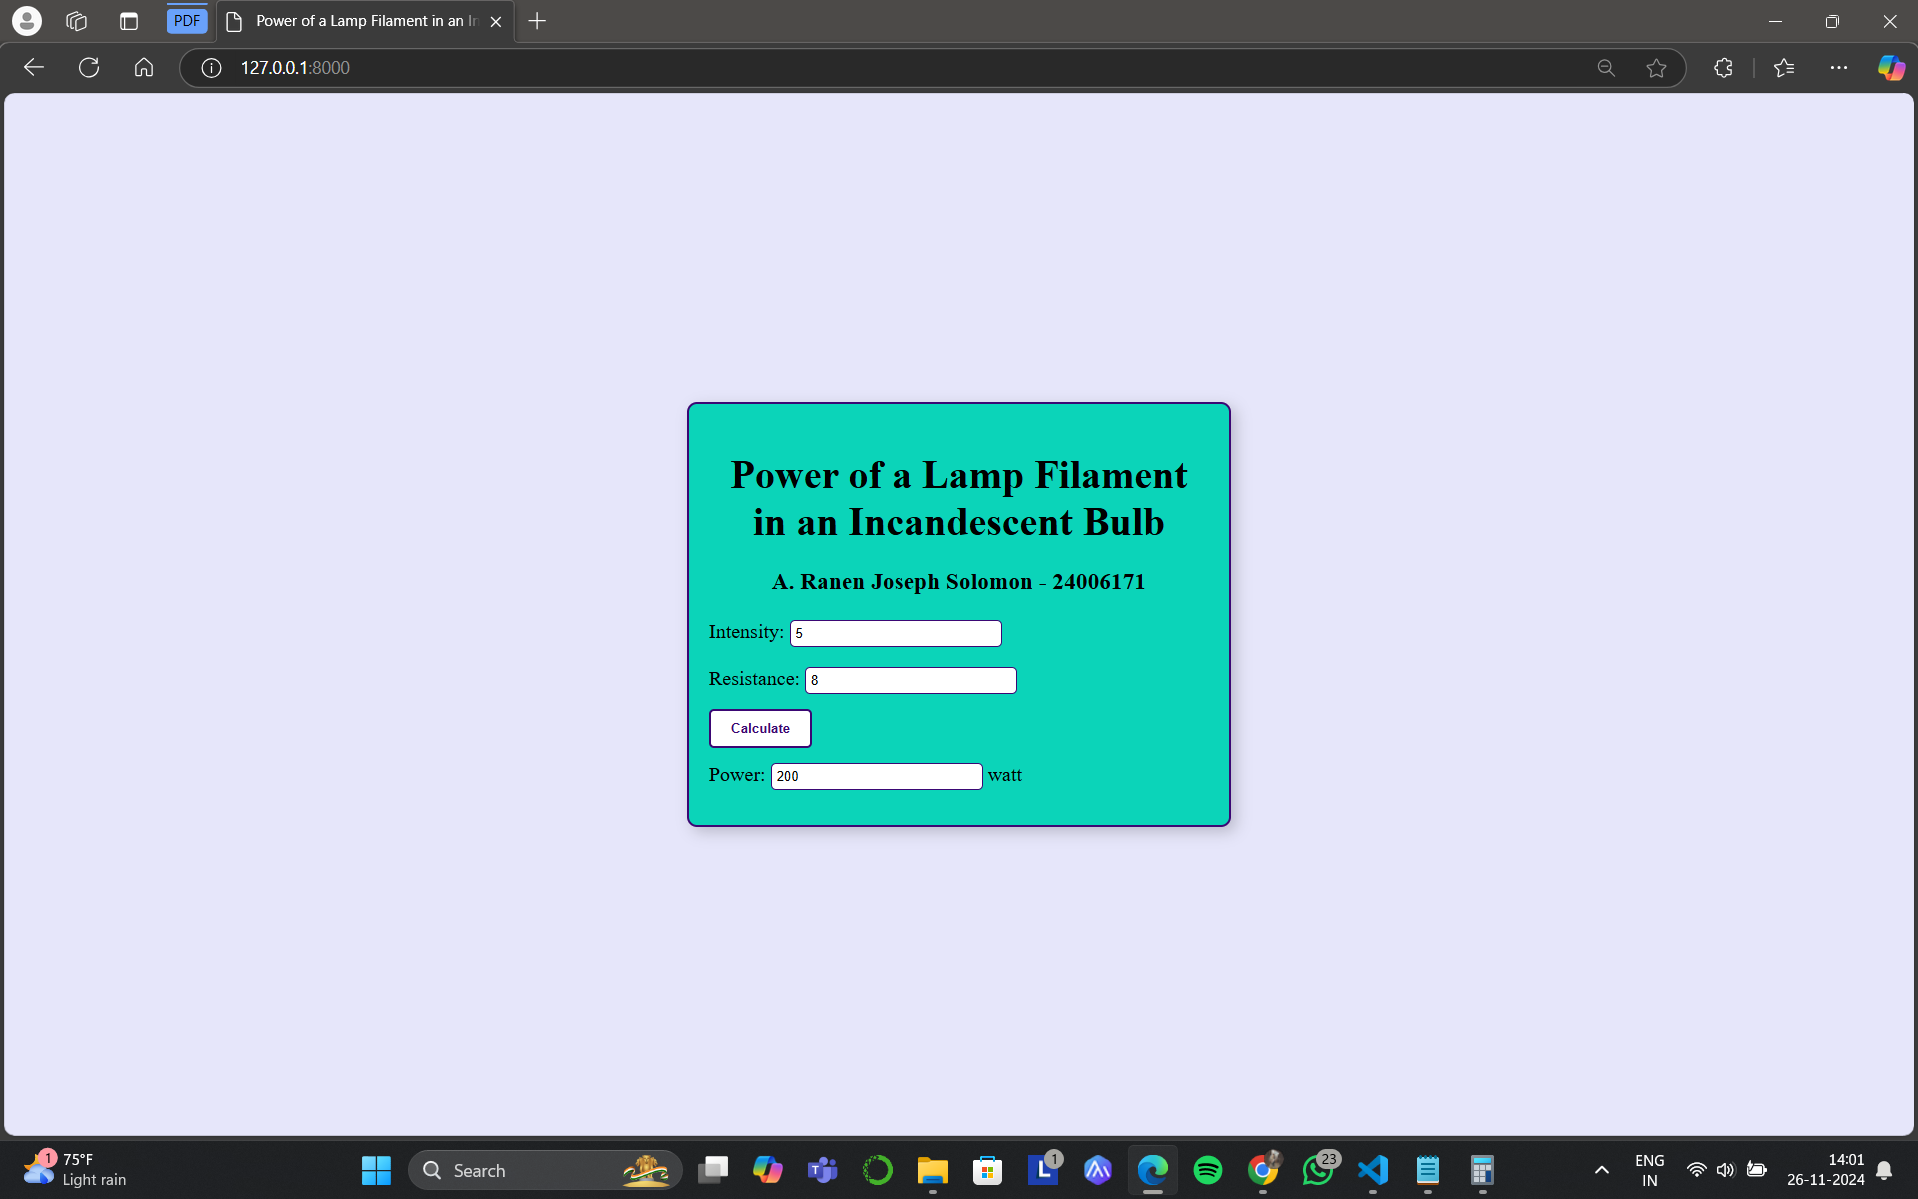 PDF
Power of a Lamp Filament in an In
127.0.0.1:8000
Power of a Lamp Filament
in an Incandescent Bulb
A. Ranen Joseph Solomon - 24006171
Intensity: 5
Resistance: 8
Calculate
Power: 200 watt
1
75°F
Light rain
Search
T
L
1
23
ENG
IN
14:01
26-11-2024